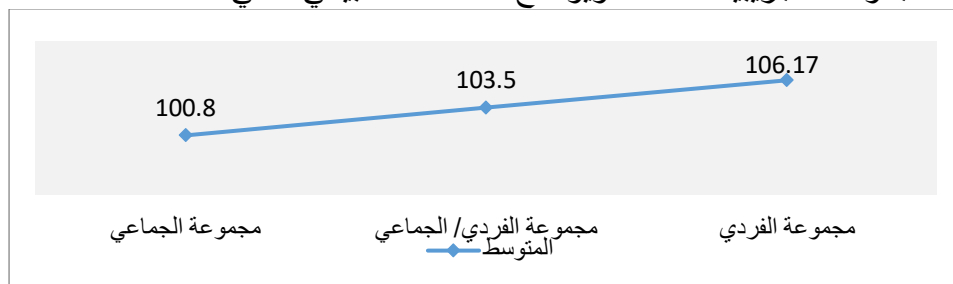 106.17
103.5
100.8
مجموعة الجماعي مجموعة الفردي/ الجماعي مجموعة الفردي
المتوسط